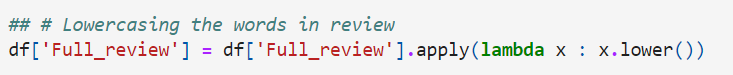 ## # Lowercasing the words in review
df['Full_review'] = df['Full_review'].apply(lambda x : x.lower())